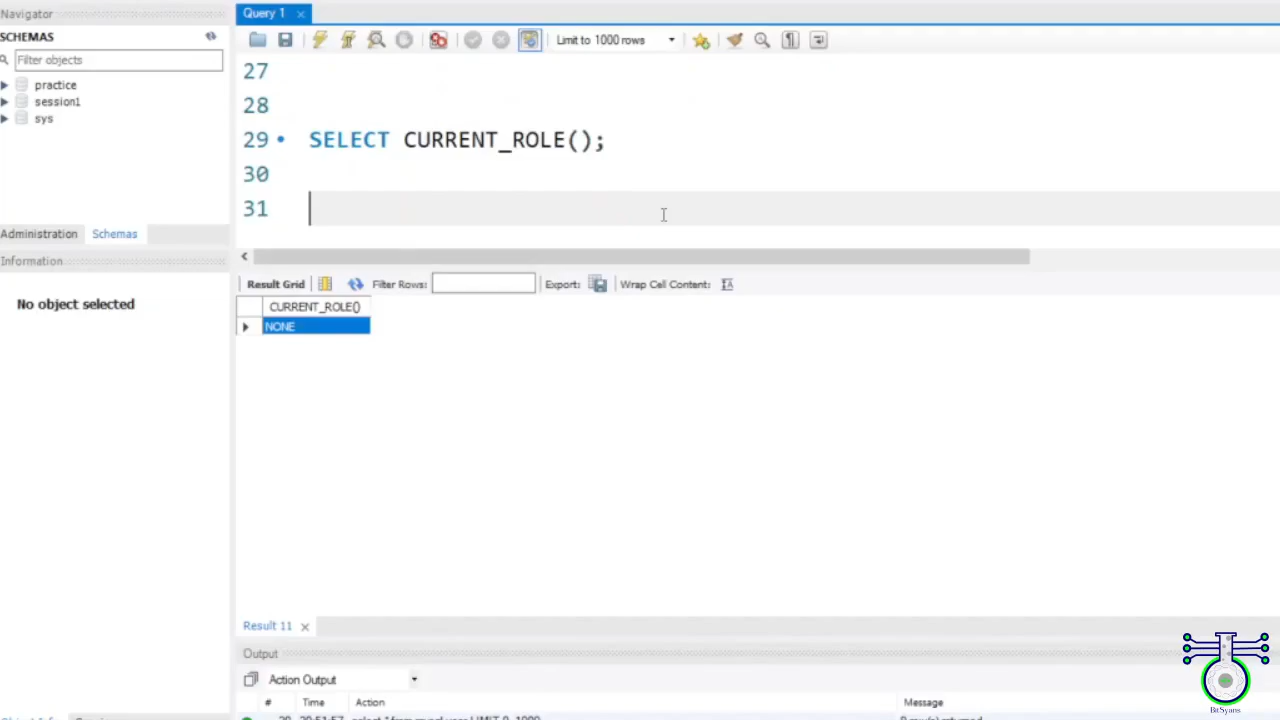 Navigator
SCHEMAS
Filter objects
practice
session1
sys
Administration Schemas
Information
No object selected
Query 1
Limit to 1000 rows
27
28
29 SELECT CURRENT_ROLE();
30
31
Result Grid Filter Rows: Export: Wrap Cell Content:
CURRENT_ROLE()
NONE
Result 11
Output
Action Output
# Time Action Message
BitSyans